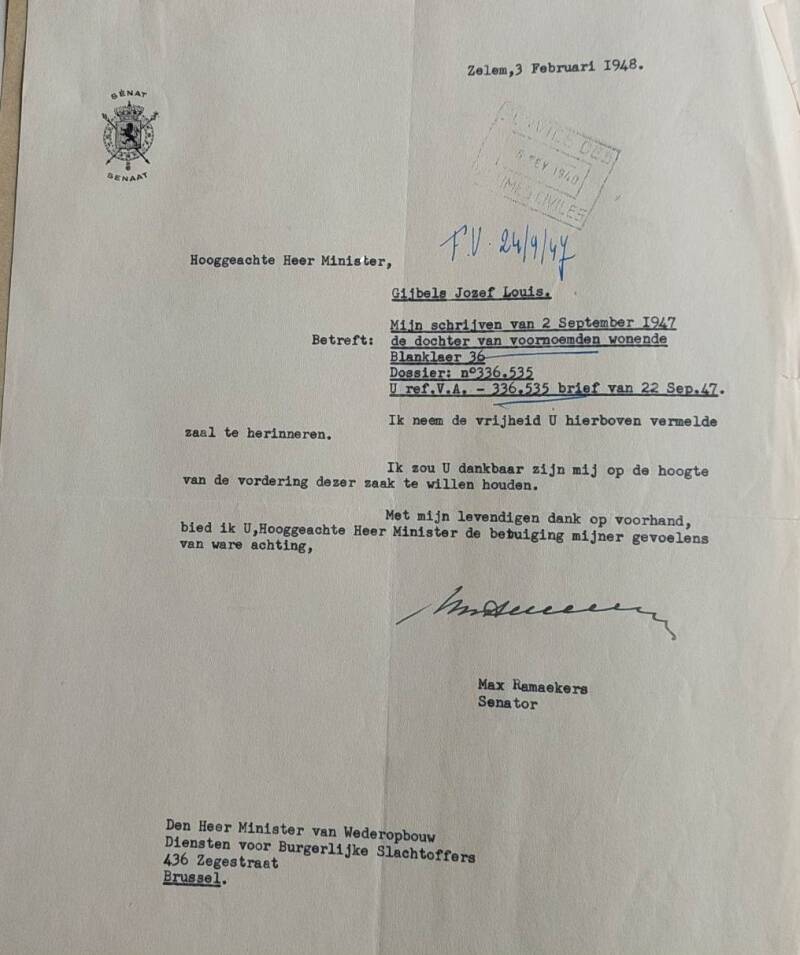 Zelem,3 Februari 1948.
SÉNAT
SENAAT
SERVICE DES
VICTIMES CIVILES
F.V. 24/9/47
Hooggeachte Heer Minister,
Gijbels Jozef Louis.
Mijn schrijven van 2 September 1947
Betreft: de dochter van voornoemden wonende
Blanklaer 36
Dossier: nº336.535
U ref.V.A. - 336.535 brief van 22 Sep.47.
Ik neem de vrijheid U hierboven vermelde
zaal te herinneren.
Ik zou U dankbaar zijn mij op de hoogte
van de vordering dezer zaak te willen houden.
Met mijn levendigen dank op voorhand,
bied ik U,Hooggeachte Heer Minister de betuiging mijner gevoelens
van ware achting,
Max Ramaekers
Senator
Den Heer Minister van Wederopbouw
Diensten voor Burgerlijke Slachtoffers
436 Zegestraat
Brussel.